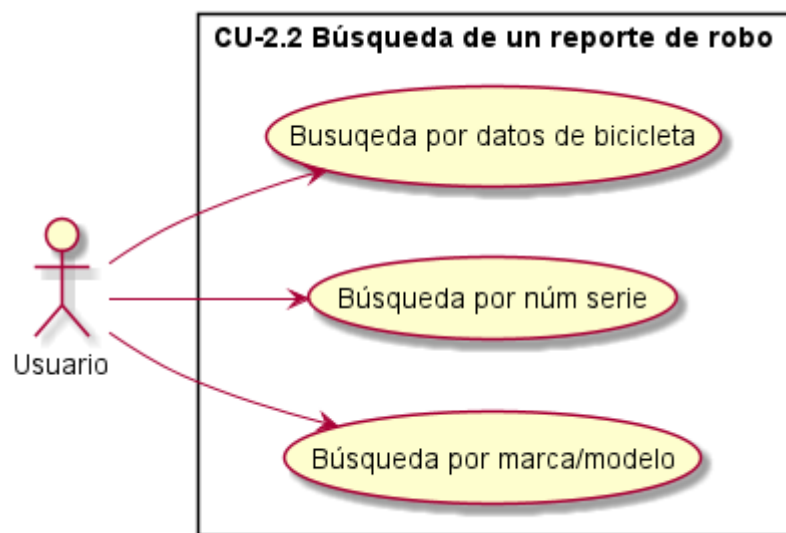 CU-2.2 Búsqueda de un reporte de robo
Busuqeda por datos de bicicleta
Búsqueda por núm serie
Usuario
Búsqueda por marca/modelo